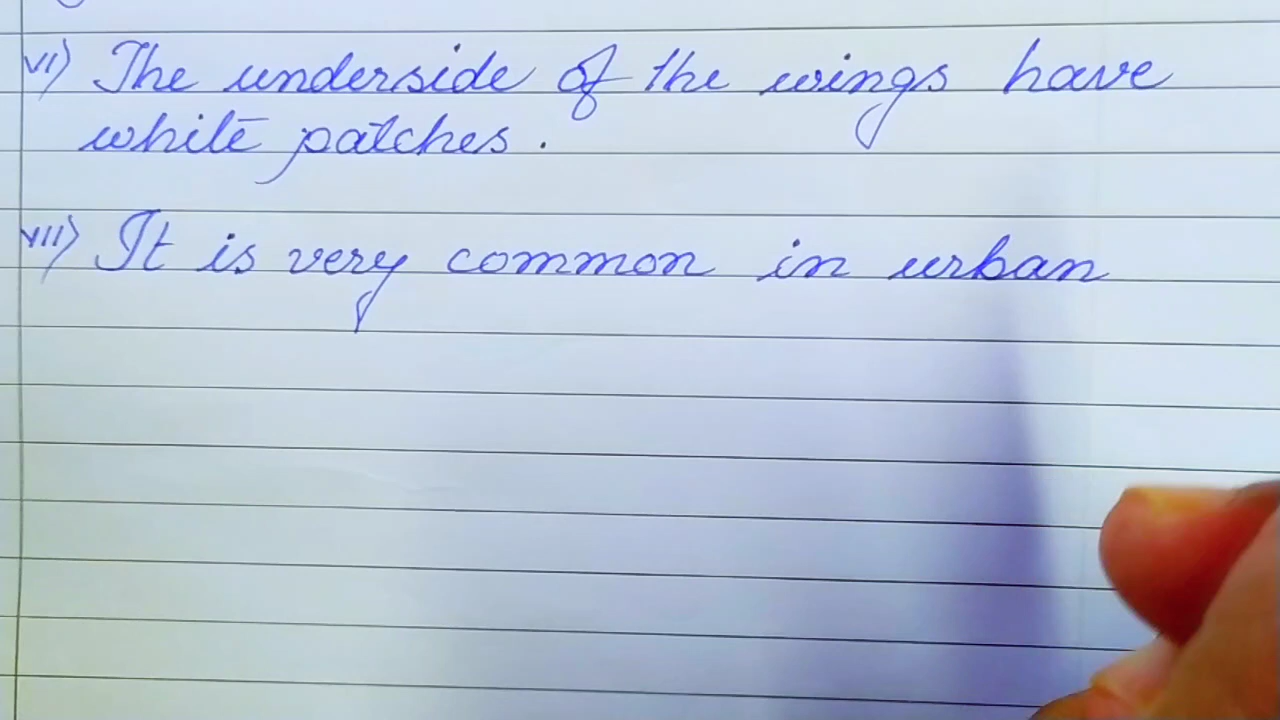 vi) The underside of the wings have
white patches.
vii) It is very common in urban